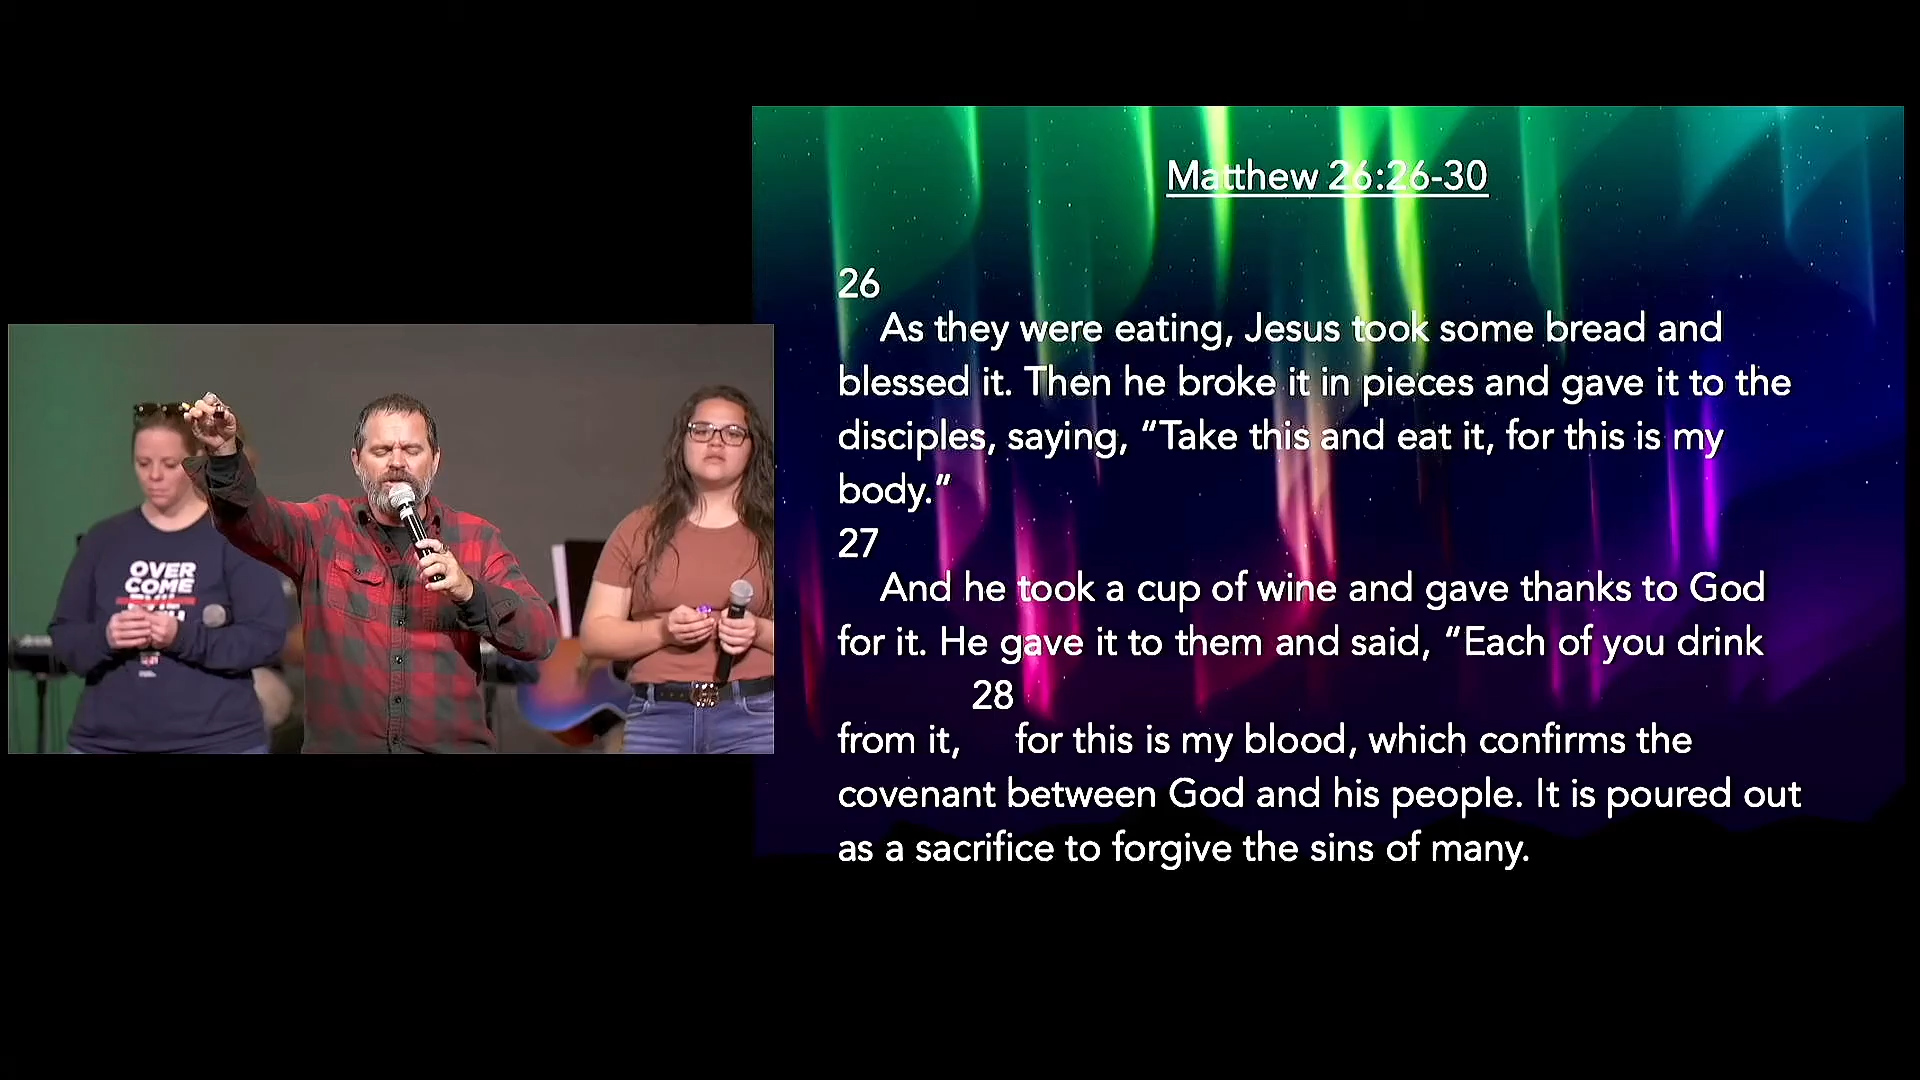 Matthew 26:26-30
26
As they were eating, Jesus took some bread and
blessed it. Then he broke it in pieces and gave it to the
disciples, saying, “Take this and eat it, for this is my
body.”
27
And he took a cup of wine and gave thanks to God
for it. He gave it to them and said, “Each of you drink
28
from it, for this is my blood, which confirms the
covenant between God and his people. It is poured out
as a sacrifice to forgive the sins of many.
OVER
COME